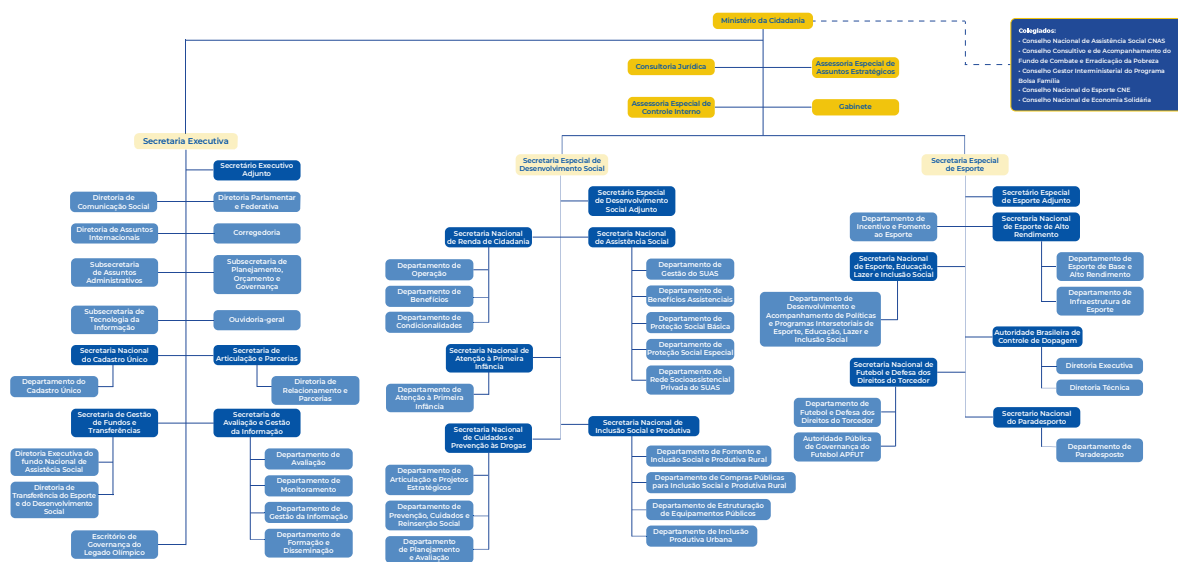 Ministério da Cidadania
Colegiados:
• Conselho Nacional de Assistência Social CNAS
• Conselho Consultivo e de Acompanhamento do
Fundo de Combate e Erradicação da Pobreza
• Conselho Gestor Interministerial do Programa
Bolsa Família
• Conselho Nacional do Esporte CNE
• Conselho Nacional de Economia Solidária
Consultoria Jurídica
Assessoria Especial de
Assuntos Estratégicos
Assessoria Especial de
Controle Interno
Gabinete
Secretaria Executiva
Secretário Executivo
Adjunto
Diretoria de
Comunicação Social
Diretoria Parlamentar
e Federativa
Diretoria de Assuntos
Internacionais
Corregedoria
Subsecretaria
de Assuntos
Administrativos
Subsecretaria de
Planejamento,
Orçamento e
Governança
Subsecretaria de
Tecnologia da
Informação
Ouvidoria-geral
Secretaria Nacional
do Cadastro Único
Secretaria de
Articulação e Parcerias
Departamento do
Cadastro Único
Diretoria de
Relacionamento e
Parcerias
Secretaria de Gestão
de Fundos e
Transferências
Secretaria de
Avaliação e Gestão
da Informação
Diretoria Executiva do
fundo Nacional de
Assistêcia Social
Diretoria de
Transferência do Esporte
e do Desenvolvimento
Social
Departamento de
Avaliação
Departamento de
Monitoramento
Departamento de
Gestão da Informação
Departamento de
Formação e
Disseminação
Escritório de
Governança do
Legado Olímpico
Secretaria Especial de
Desenvolvimento Social
Secretário Especial
de Desenvolvimento
Social Adjunto
Secretaria Nacional
de Renda de Cidadania
Secretaria Nacional
de Assistência Social
Departamento de
Operação
Departamento de
Benefícios
Departamento de
Condicionalidades
Departamento de
Gestão do SUAS
Departamento de
Benefícios Assistenciais
Departamento de
Proteção Social Básica
Departamento de
Proteção Social Especial
Departamento de
Rede Socioassistencial
Privada do SUAS
Secretaria Nacional de
Atenção à Primeira
Infância
Departamento de
Atenção à Primeira
Infância
Secretaria Nacional
de Cuidados e
Prevenção às Drogas
Secretaria Nacional de
Inclusão Social e Produtiva
Departamento de
Articulação e Projetos
Estratégicos
Departamento de
Prevenção, Cuidados e
Reinserção Social
Departamento
de Planejamento
e Avaliação
Departamento de Fomento e
Inclusão Social e Produtiva Rural
Departamento de Compras Públicas
para Inclusão Social e Produtiva Rural
Departamento de Estruturação
de Equipamentos Públicos
Departamento de Inclusão
Produtiva Urbana
Secretaria Especial
de Esporte
Secretário Especial
de Esporte Adjunto
Departamento de
Incentivo e Fomento
ao Esporte
Secretaria Nacional
de Esporte de Alto
Rendimento
Secretaria Nacional
de Esporte, Educação,
Lazer e Inclusão Social
Departamento de
Esporte de Base e
Alto Rendimento
Departamento de
Infraestrutura de
Esporte
Departamento de
Desenvolvimento e
Acompanhamento de Políticas
e Programas Intersetoriais de
Esporte, Educação, Lazer e
Inclusão Social
Autoridade Brasileira de
Controle de Dopagem
Diretoria Executiva
Diretoria Técnica
Secretaria Nacional de
Futebol e Defesa dos
Direitos do Torcedor
Departamento de
Futebol e Defesa dos
Direitos do Torcedor
Autoridade Pública
de Governança do
Futebol APFUT
Secretario Nacional
do Paradesporto
Departamento de
Paradesposto